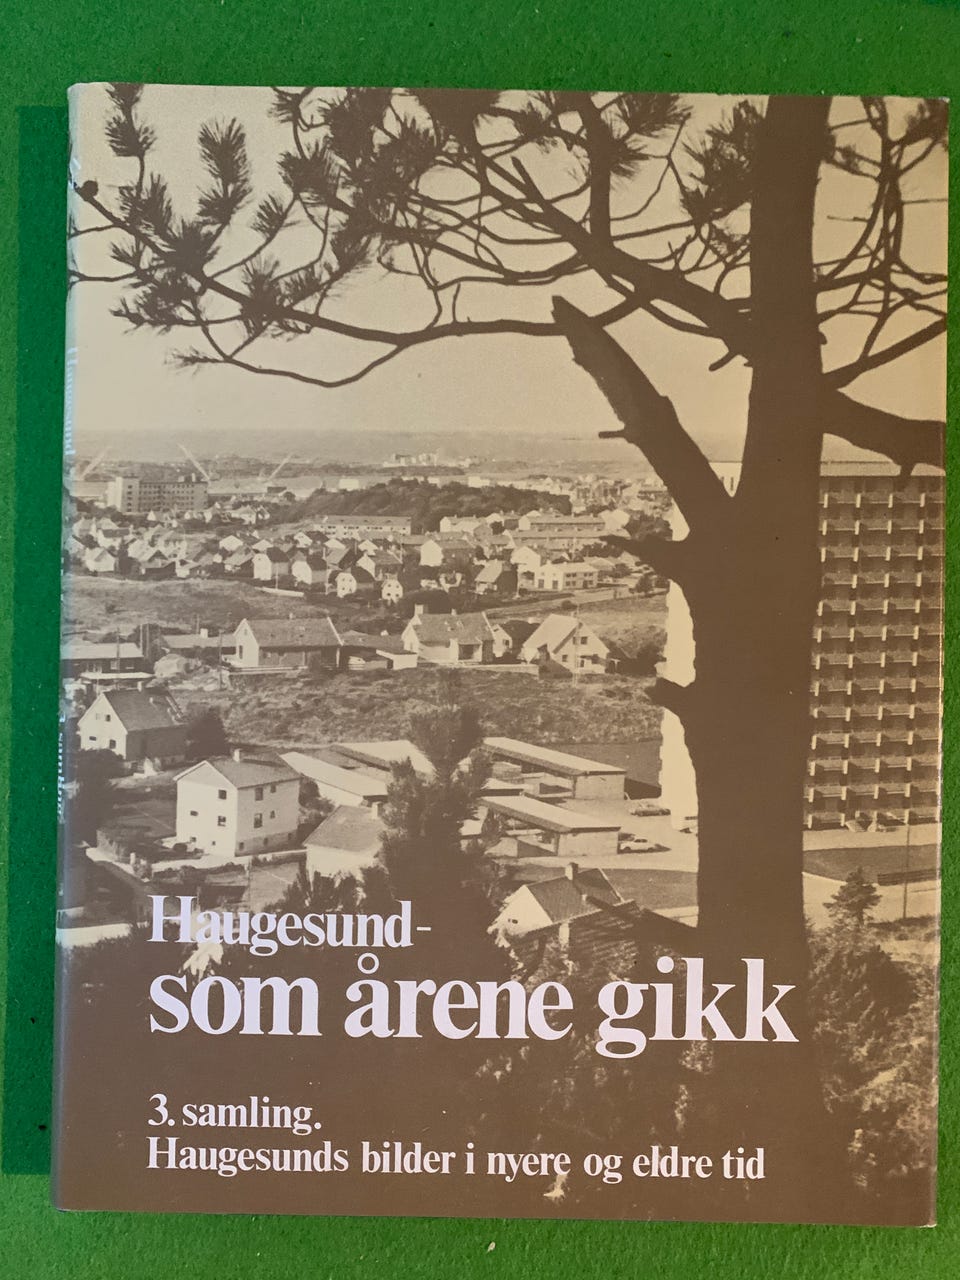 Haugesund-
som årene gikk
3. samling.
Haugesunds bilder i nyere og eldre tid